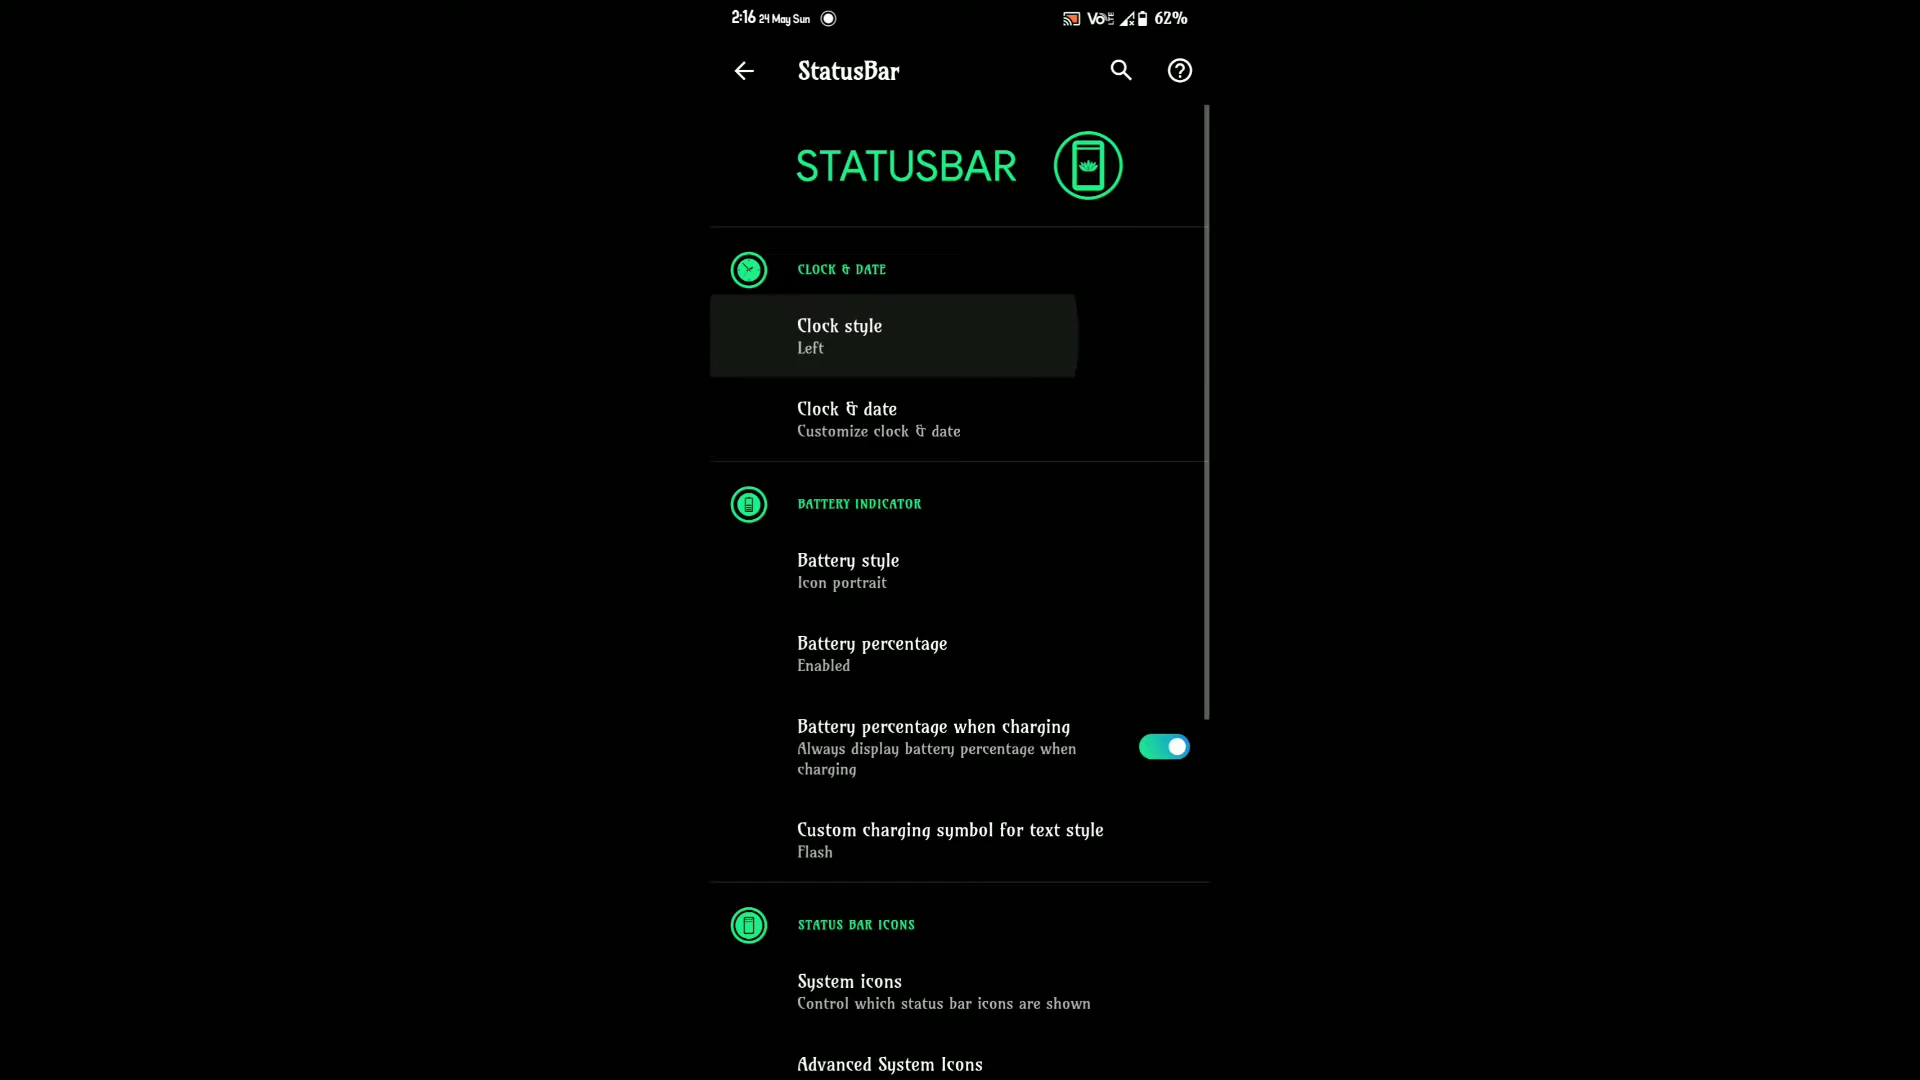 2:16 24 May Sun Vo LTE 62%
StatusBar
STATUSBAR
CLOCK & DATE
Clock style
Left
Clock & date
Customize clock & date
BATTERY INDICATOR
Battery style
Icon portrait
Battery percentage
Enabled
Battery percentage when charging
Always display battery percentage when
charging
Custom charging symbol for text style
Flash
STATUS BAR ICONS
System icons
Control which status bar icons are shown
Advanced System Icons